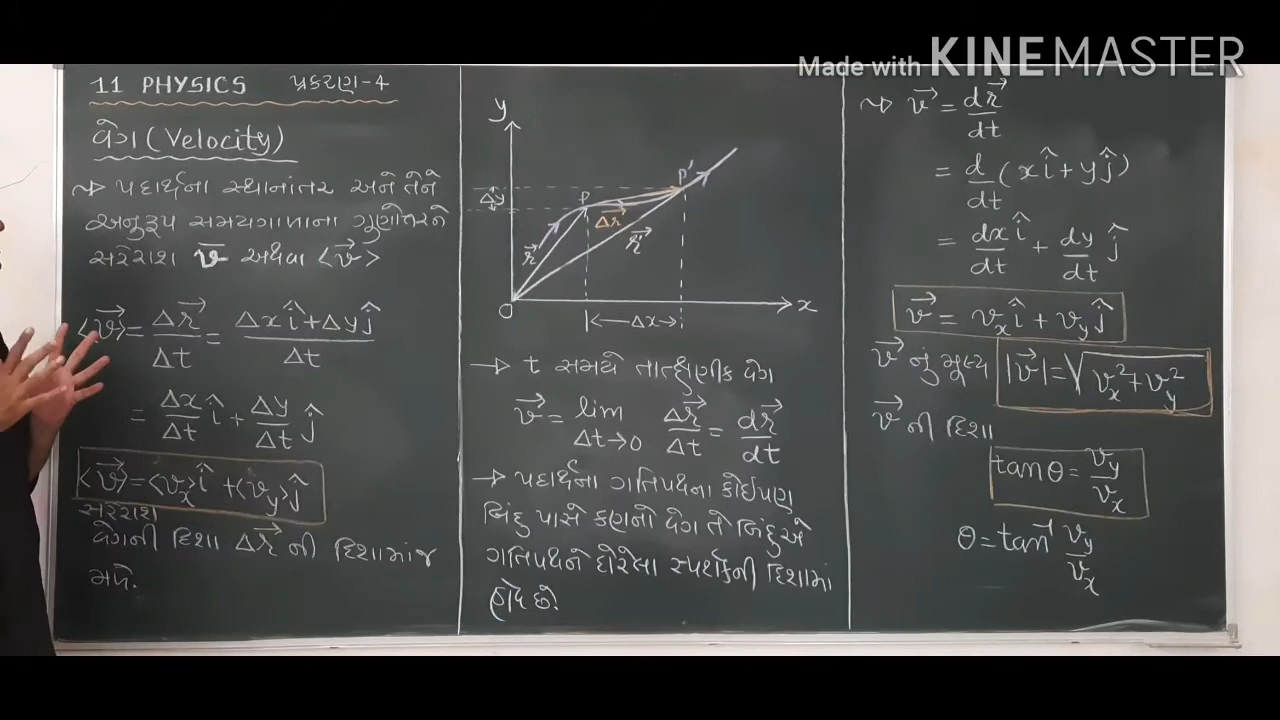 Made with KINEMASTER
11 PHYSICS પ્રકરણ-4
વેગ (Velocity)
~> પદાર્થના સ્થાનાંતર અને તેને
અનુરૂપ સમયગાળાના ગુણોત્તરને
સરેરાશ v̅ અથવા <v⃗>
<v⃗> = Δr⃗/Δt = (Δx î + Δy ĵ)/Δt
= Δx/Δt î + Δy/Δt ĵ
<v⃗> = <vx> î + <vy> ĵ
સરેરાશ
વેગની દિશા Δr⃗ ની દિશામાં જ
મળે.
y
Δy
P
P'
Δr⃗
r⃗
r⃗'
O
x
Δx
→ t સમયે તાત્ક્ષણીક વેગ
v⃗ = lim Δt→0 Δr⃗/Δt = dr⃗/dt
→ પદાર્થના ગતિપથના કોઇપણ
બિંદુ પાસે કણનો વેગ તે બિંદુએ
ગતિપથને દોરેલા સ્પર્શકની દિશામાં
હોય છે.
~> v⃗ = dr⃗/dt
= d/dt (x î + y ĵ)
= dx/dt î + dy/dt ĵ
v⃗ = vx î + vy ĵ
v⃗ નું મૂલ્ય |v⃗| = √(vx² + vy²)
v⃗ ની દિશા
tanθ = vy/vx
θ = tan⁻¹ vy/vx